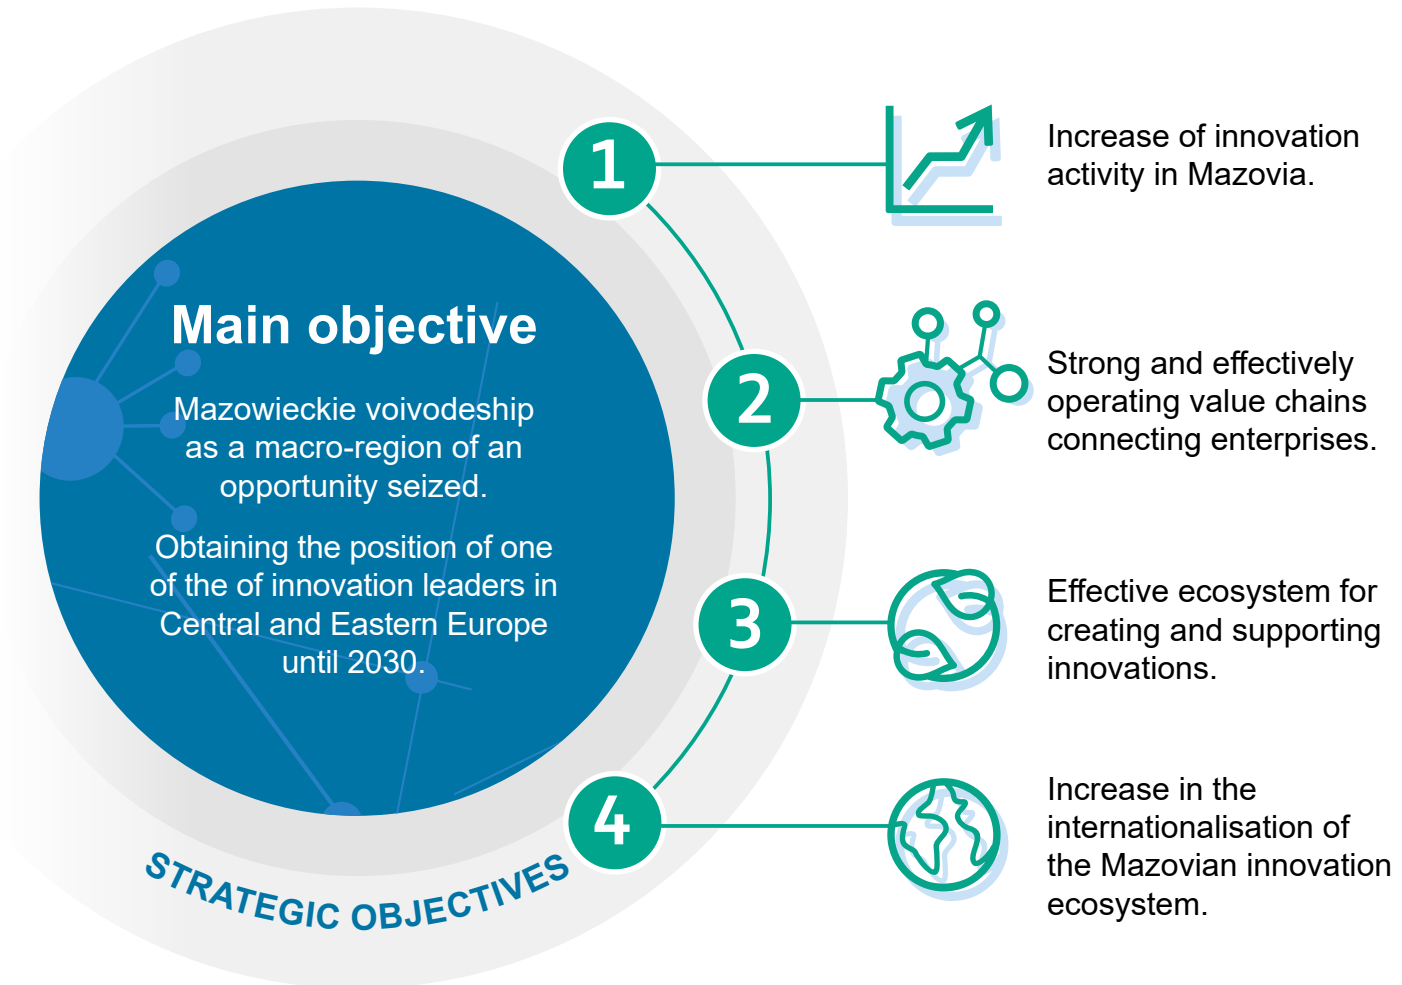 Main objective
Mazowieckie voivodeship
as a macro-region of an
opportunity seized.
Obtaining the position of one
of the of innovation leaders in
Central and Eastern Europe
until 2030.
STRATEGIC OBJECTIVES
1
Increase of innovation
activity in Mazovia.
2
Strong and effectively
operating value chains
connecting enterprises.
3
Effective ecosystem for
creating and supporting
innovations.
4
Increase in the
internationalisation of
the Mazovian innovation
ecosystem.